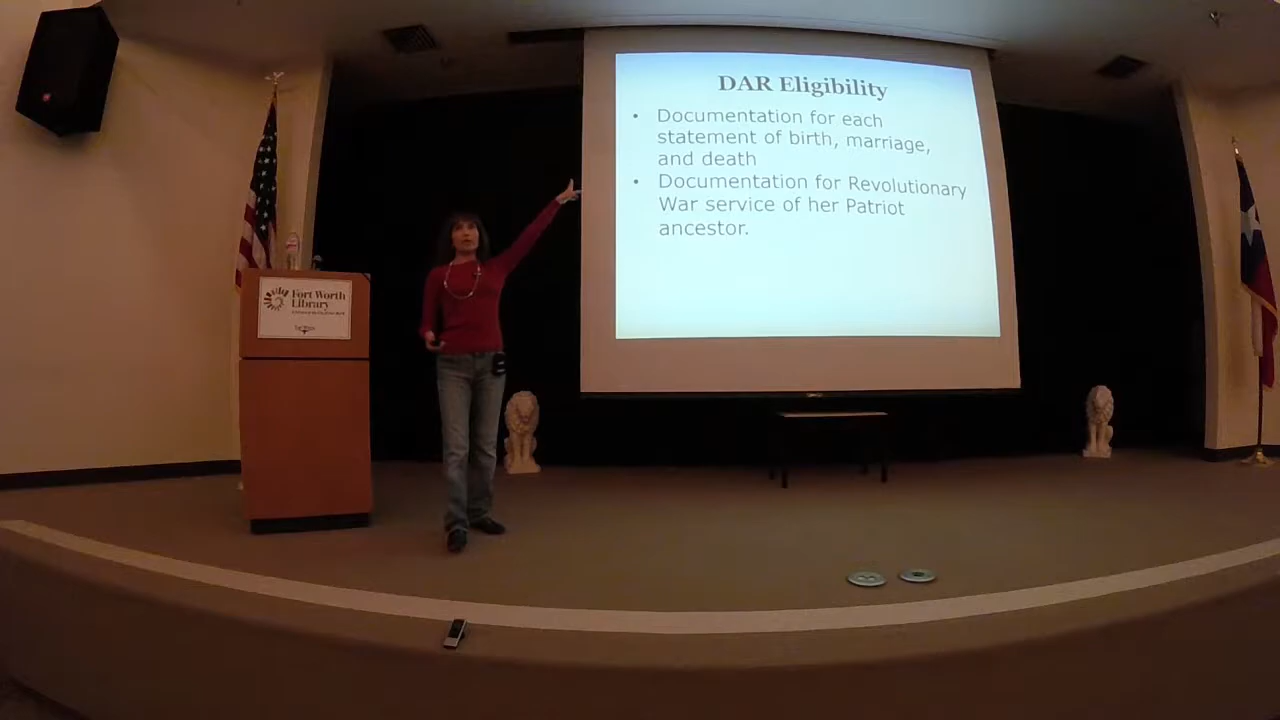 DAR Eligibility
• Documentation for each
statement of birth, marriage,
and death
• Documentation for Revolutionary
War service of her Patriot
ancestor.
Fort Worth
Library